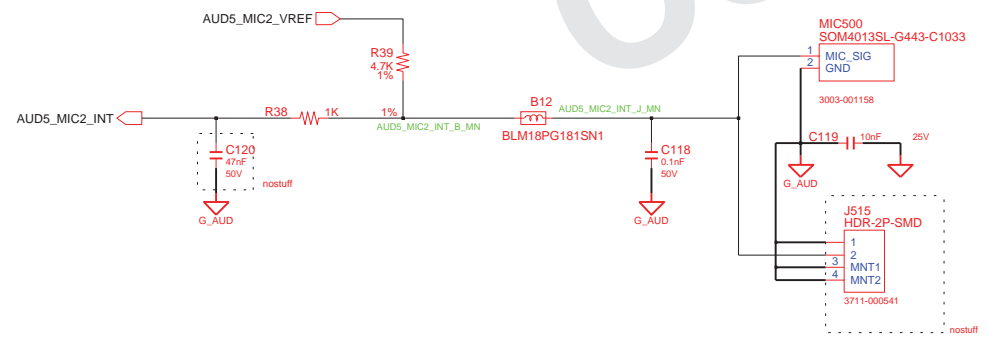 AUD5_MIC2_VREF
R39
4.7K
1%
AUD5_MIC2_INT
R38
1K
1%
AUD5_MIC2_INT_B_MN
B12
AUD5_MIC2_INT_J_MN
BLM18PG181SN1
C120
47nF
50V
nostuff
G_AUD
C118
0.1nF
50V
G_AUD
MIC500
SOM4013SL-G443-C1033
1 MIC_SIG
2 GND
3003-001158
C119 10nF 25V
G_AUD
J515
HDR-2P-SMD
1
2
3 MNT1
4 MNT2
3711-000541
nostuff